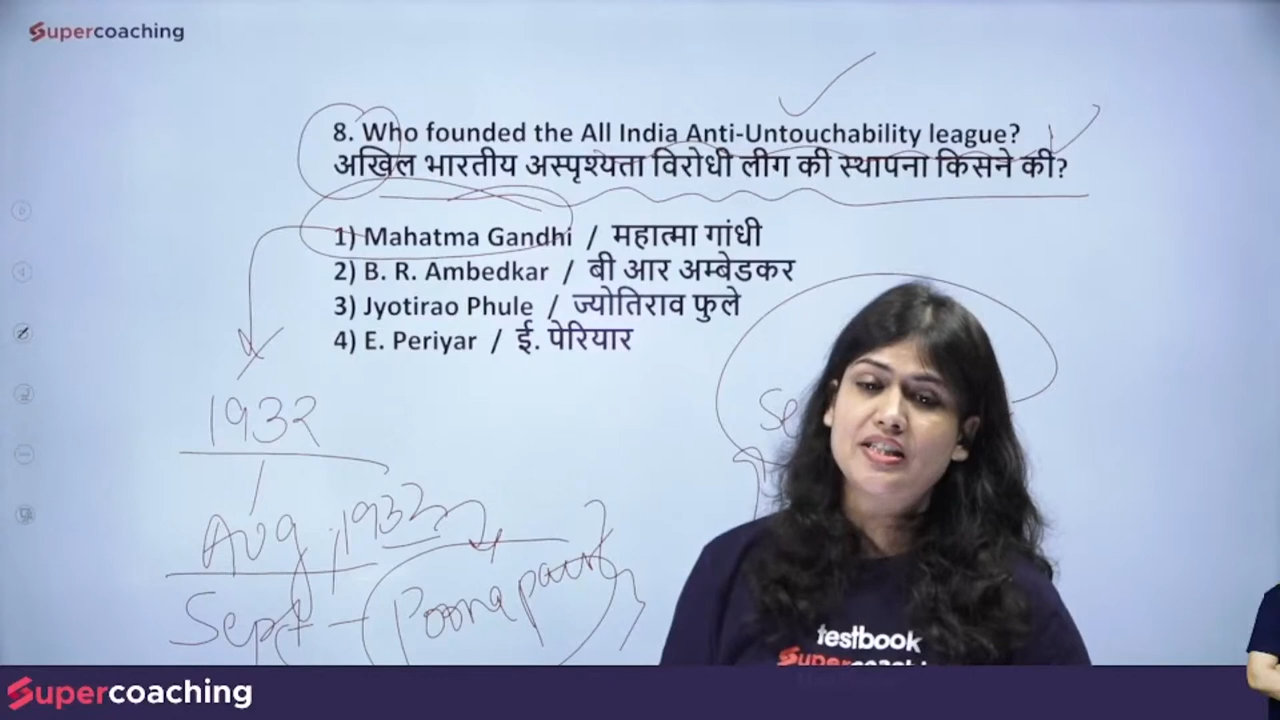 Supercoaching
8. Who founded the All India Anti-Untouchability league?
अखिल भारतीय अस्पृश्यता विरोधी लीग की स्थापना किसने की?
1) Mahatma Gandhi / महात्मा गांधी
2) B. R. Ambedkar / बी आर अम्बेडकर
3) Jyotirao Phule / ज्योतिराव फुले
4) E. Periyar / ई. पेरियार
1932
Aug, 1932
Sept - Poona pact
testbook
Supercoaching
Supercoaching